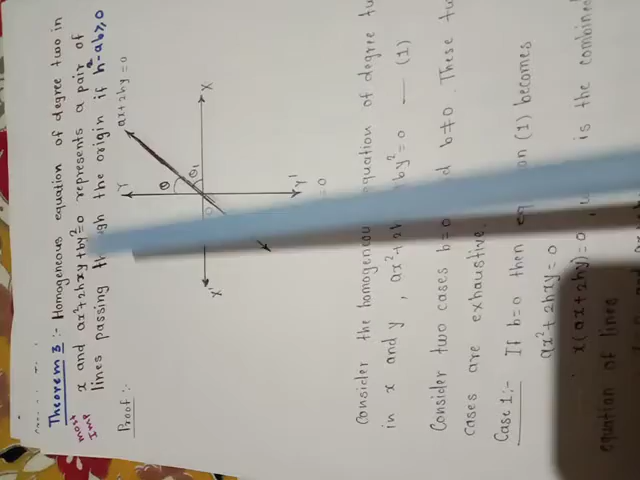 Theorem 3 :- Homogeneous equation of degree two in
most Imp
x and ax²+2hxy+by²=0 represents a pair of
lines passing the origin if h²-ab≥0
Proof :-
Y
ax+2hy=0
θ
θ₁
X
X'
Y'
=0
Consider the homogeneous equation of degree
in x and y, ax² by²=0 — (1)
Consider two cases b=0 b≠0. These
cases are exhaustive.
Case 1:- If b=0 then (1) becomes
ax²+2hxy=0
x(ax+2hy)=0 is the combined
equation of lines